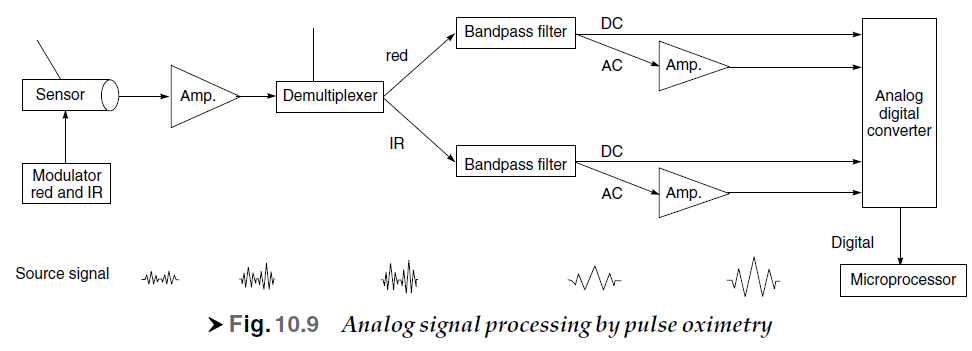 DC
Bandpass filter
red
AC
Amp.
Sensor
Amp.
Demultiplexer
Analog
digital
converter
IR
DC
Bandpass filter
Modulator
red and IR
AC
Amp.
Digital
Source signal
Microprocessor
➤ Fig. 10.9 Analog signal processing by pulse oximetry